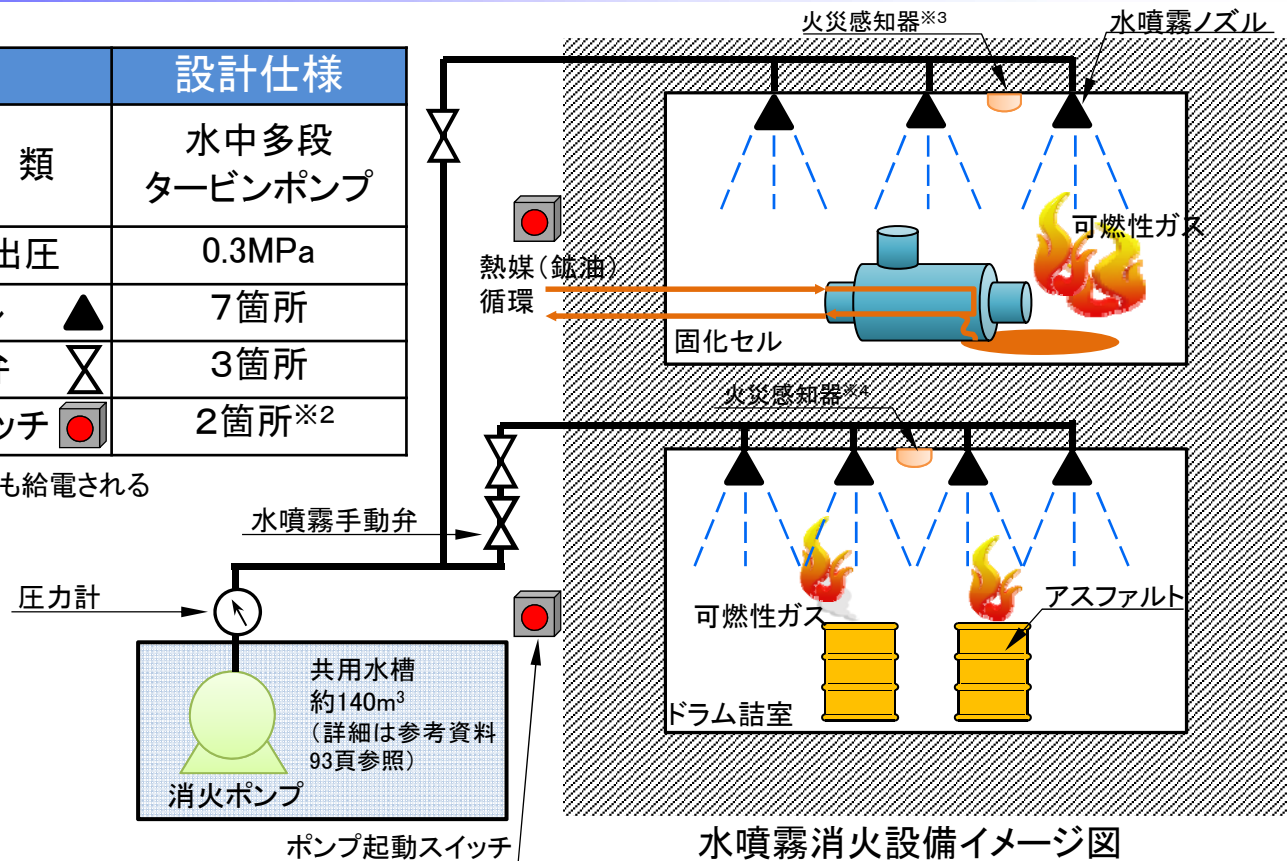 設計仕様
類
水中多段
タービンポンプ
出圧
0.3MPa
7箇所
3箇所
ッチ
2箇所※2
も給電される
火災感知器※3
水噴霧ノズル
可燃性ガス
熱媒(鉱油)
循環
固化セル
火災感知器※4
水噴霧手動弁
圧力計
可燃性ガス
アスファルト
ドラム詰室
共用水槽
約140m³
(詳細は参考資料
93頁参照)
消火ポンプ
ポンプ起動スイッチ
水噴霧消火設備イメージ図